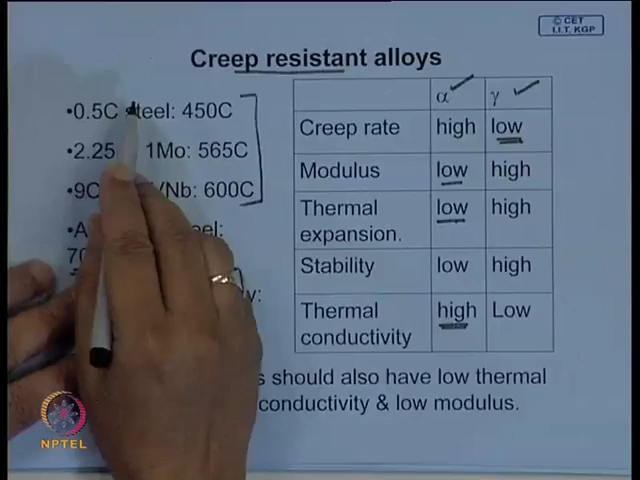 © CET
I.I.T. KGP
Creep resistant alloys
•0.5C steel: 450C
•2.25 1Mo: 565C
•9C V/Nb: 600C
α γ
Creep rate high low
Modulus low high
Thermal expansion. low high
Stability low high
Thermal conductivity high Low
should also have low thermal
conductivity & low modulus.
NPTEL